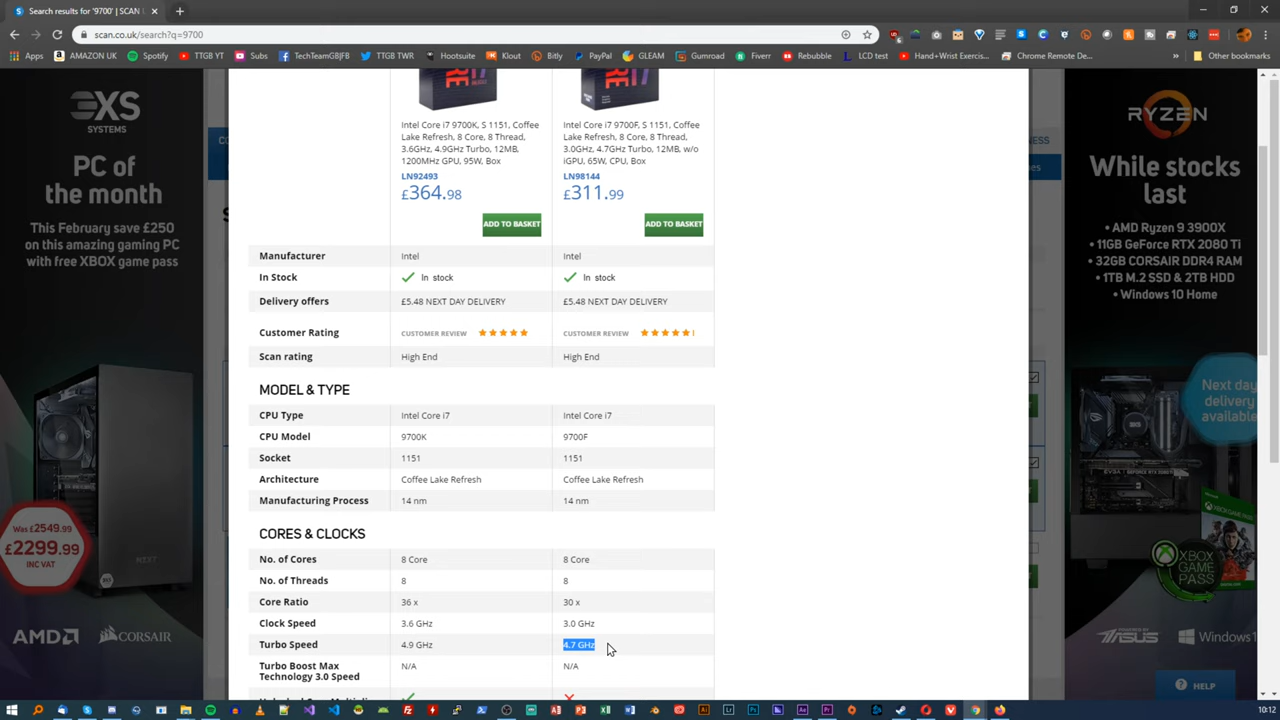 Search results for '9700' | SCAN
scan.co.uk/search?q=9700
Apps
AMAZON UK
Spotify
TTGB YT
Subs
TechTeamGBJFB
TTGB TWR
Hootsuite
Klout
Bitly
PayPal
GLEAM
Gumroad
Fiverr
Rebubble
LCD test
Hand+Wrist Exercis...
Chrome Remote De...
Other bookmarks
3XS
SYSTEMS
PC of
the month
This February save £250
on this amazing gaming PC
with free XBOX game pass
Was £2549.99
£2299.99
INC VAT
NZXT
AMD
CORSAIR
Intel Core i7 9700K, S 1151, Coffee
Lake Refresh, 8 Core, 8 Thread,
3.6GHz, 4.9GHz Turbo, 12MB,
1200MHz GPU, 95W, Box
LN92493
£364.98
ADD TO BASKET
Intel Core i7 9700F, S 1151, Coffee
Lake Refresh, 8 Core, 8 Thread,
3.0GHz, 4.7GHz Turbo, 12MB, w/o
iGPU, 65W, CPU, Box
LN98144
£311.99
ADD TO BASKET
Manufacturer Intel Intel
In Stock In stock In stock
Delivery offers £5.48 NEXT DAY DELIVERY £5.48 NEXT DAY DELIVERY
Customer Rating CUSTOMER REVIEW CUSTOMER REVIEW
Scan rating High End High End
MODEL & TYPE
CPU Type Intel Core i7 Intel Core i7
CPU Model 9700K 9700F
Socket 1151 1151
Architecture Coffee Lake Refresh Coffee Lake Refresh
Manufacturing Process 14 nm 14 nm
CORES & CLOCKS
No. of Cores 8 Core 8 Core
No. of Threads 8 8
Core Ratio 36 x 30 x
Clock Speed 3.6 GHz 3.0 GHz
Turbo Speed 4.9 GHz 4.7 GHz
Turbo Boost Max N/A N/A
Technology 3.0 Speed
RYZEN
While stocks
last
• AMD Ryzen 9 3900X
• 11GB GeForce RTX 2080 Ti
• 32GB CORSAIR DDR4 RAM
• 1TB M.2 SSD & 2TB HDD
• Windows 10 Home
Next day
delivery
available
XBOX
GAME
PASS
ASUS
Windows1
HELP
10:12